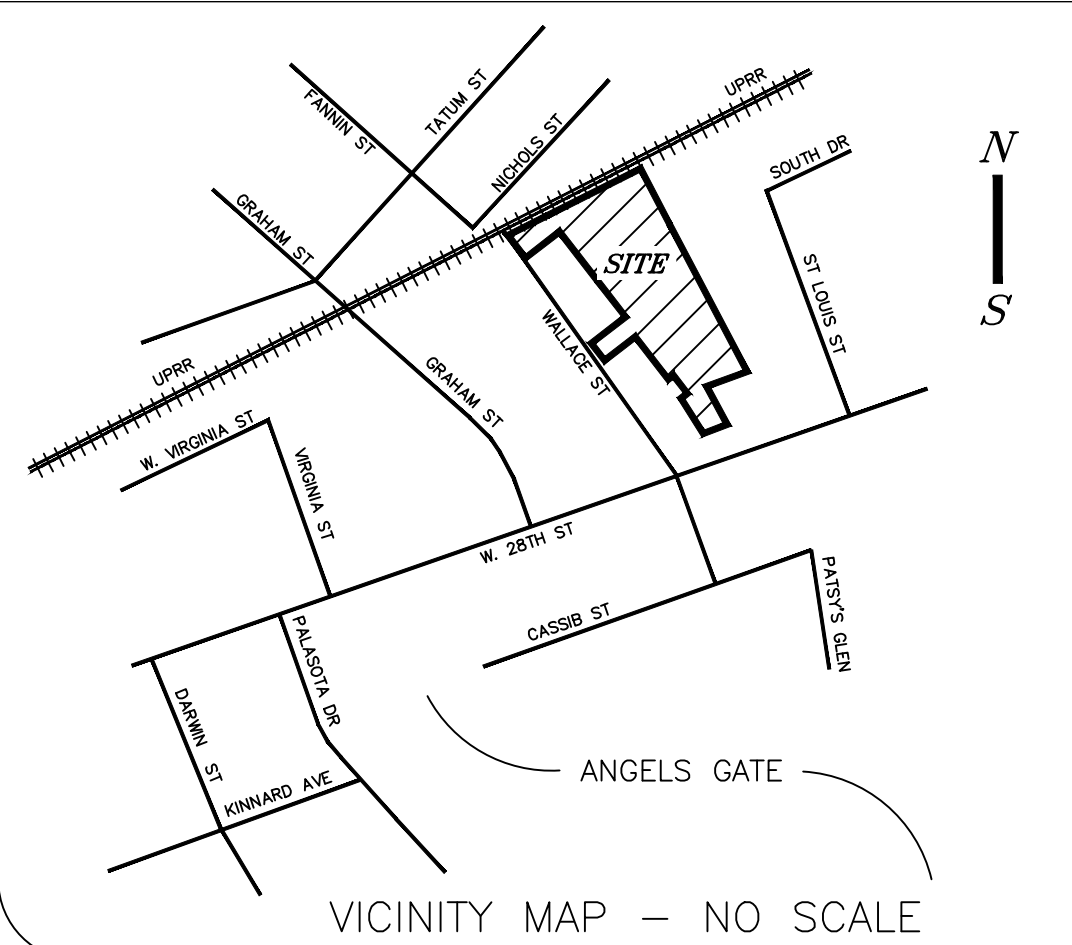 UPRR
TATUM ST
FANNIN ST
NICHOLS ST
SOUTH DR
N
S
GRAHAM ST
SITE
ST LOUIS ST
WALLACE ST
UPRR
GRAHAM ST
W. VIRGINIA ST
VIRGINIA ST
W. 28TH ST
CASSIB ST
PATSY'S GLEN
PALASOTA DR
DARWIN ST
KINNARD AVE
ANGELS GATE
VICINITY MAP – NO SCALE